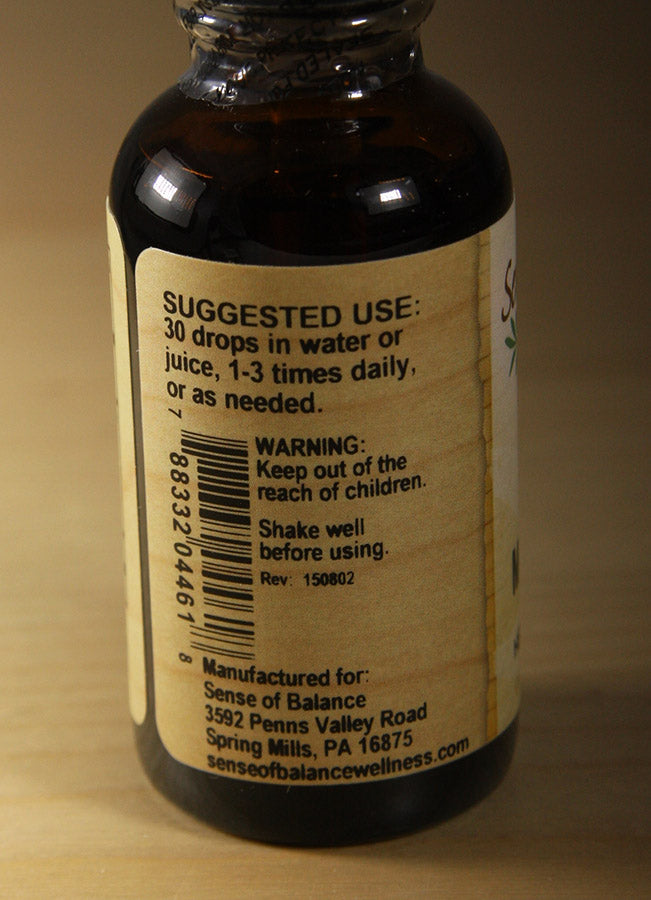 SUGGESTED USE:
30 drops in water or
juice, 1-3 times daily,
or as needed.
7 88332 04461 8
WARNING:
Keep out of the
reach of children.
Shake well
before using.
Rev: 150802
Manufactured for:
Sense of Balance
3592 Penns Valley Road
Spring Mills, PA 16875
senseofbalancewellness.com